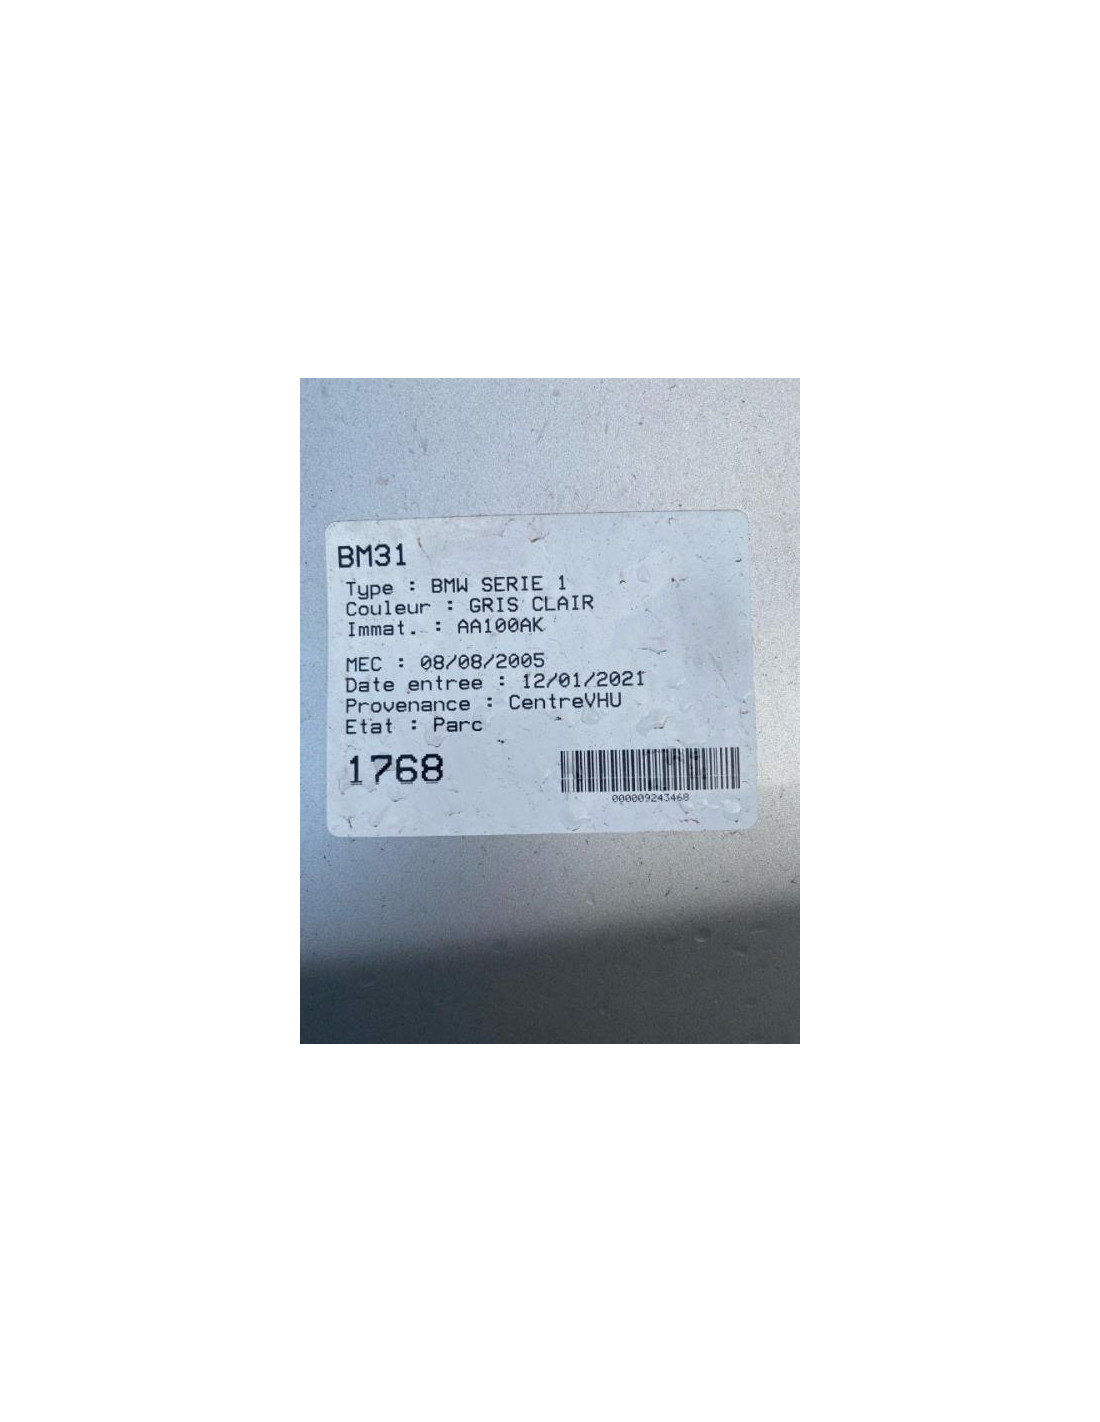 BM31
Type : BMW SERIE 1
Couleur : GRIS CLAIR
Immat. : AA100AK
MEC : 08/08/2005
Date entree : 12/01/2021
Provenance : CentreVHU
Etat : Parc
1768
000009243468